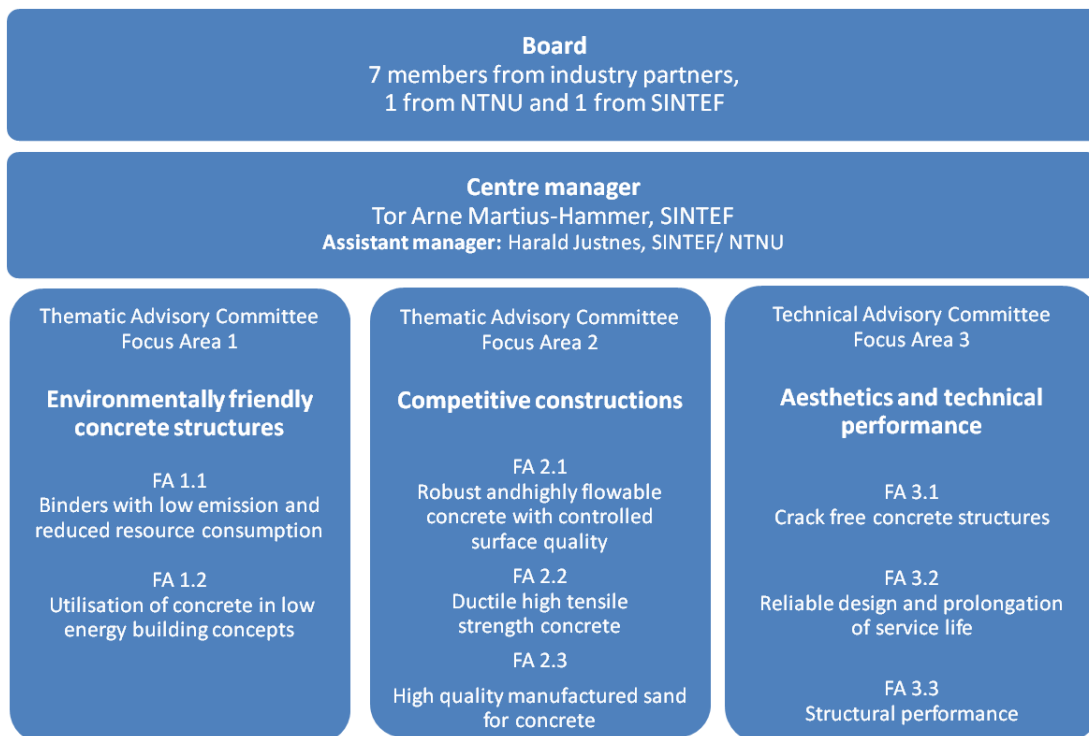 Board
7 members from industry partners,
1 from NTNU and 1 from SINTEF
Centre manager
Tor Arne Martius-Hammer, SINTEF
Assistant manager: Harald Justnes, SINTEF/ NTNU
Thematic Advisory Committee
Focus Area 1
Environmentally friendly
concrete structures
FA 1.1
Binders with low emission and
reduced resource consumption
FA 1.2
Utilisation of concrete in low
energy building concepts
Thematic Advisory Committee
Focus Area 2
Competitive constructions
FA 2.1
Robust andhighly flowable
concrete with controlled
surface quality
FA 2.2
Ductile high tensile
strength concrete
FA 2.3
High quality manufactured sand
for concrete
Technical Advisory Committee
Focus Area 3
Aesthetics and technical
performance
FA 3.1
Crack free concrete structures
FA 3.2
Reliable design and prolongation
of service life
FA 3.3
Structural performance